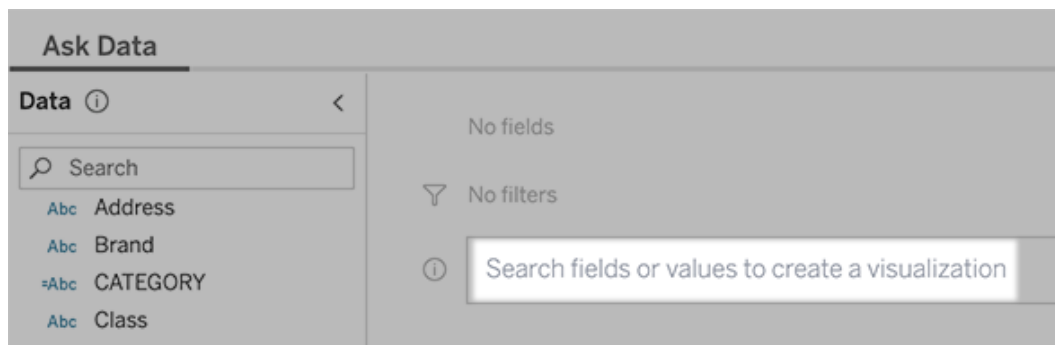 Ask Data
Data
Search
Abc Address
Abc Brand
=Abc CATEGORY
Abc Class
No fields
No filters
Search fields or values to create a visualization